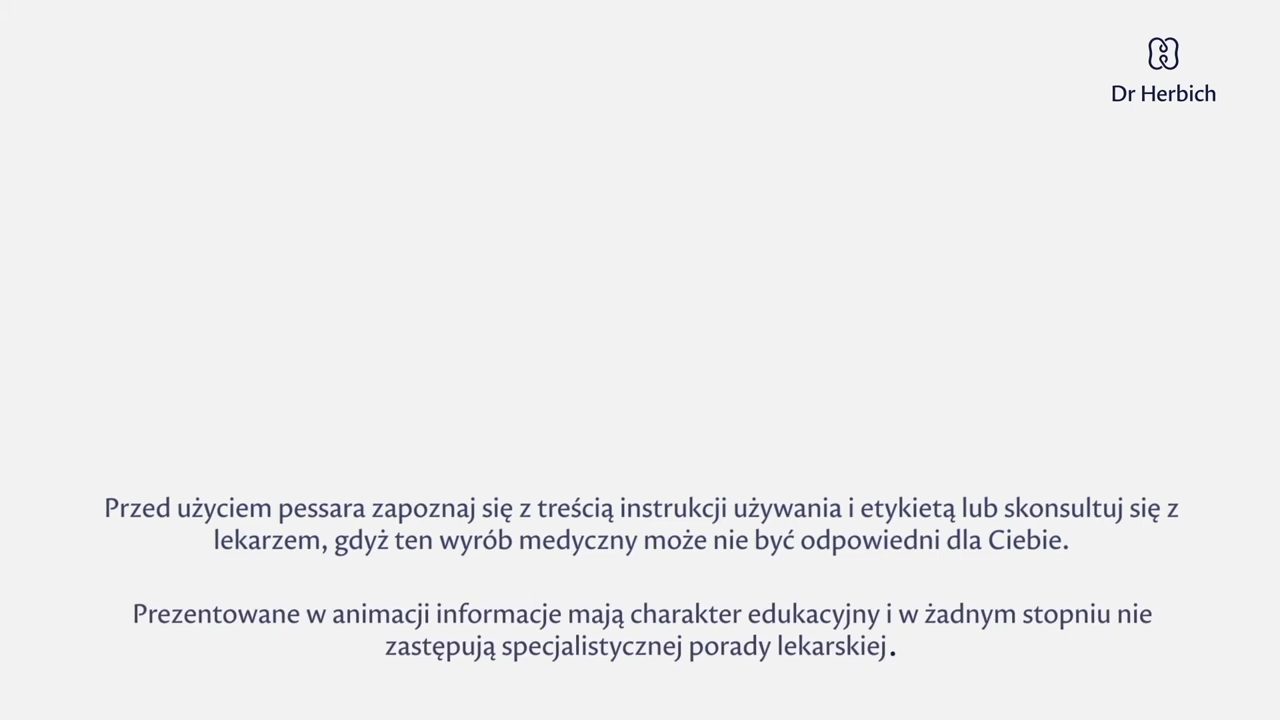 Dr Herbich
Przed użyciem pessara zapoznaj się z treścią instrukcji używania i etykietą lub skonsultuj się z
lekarzem, gdyż ten wyrób medyczny może nie być odpowiedni dla Ciebie.
Prezentowane w animacji informacje mają charakter edukacyjny i w żadnym stopniu nie
zastępują specjalistycznej porady lekarskiej.